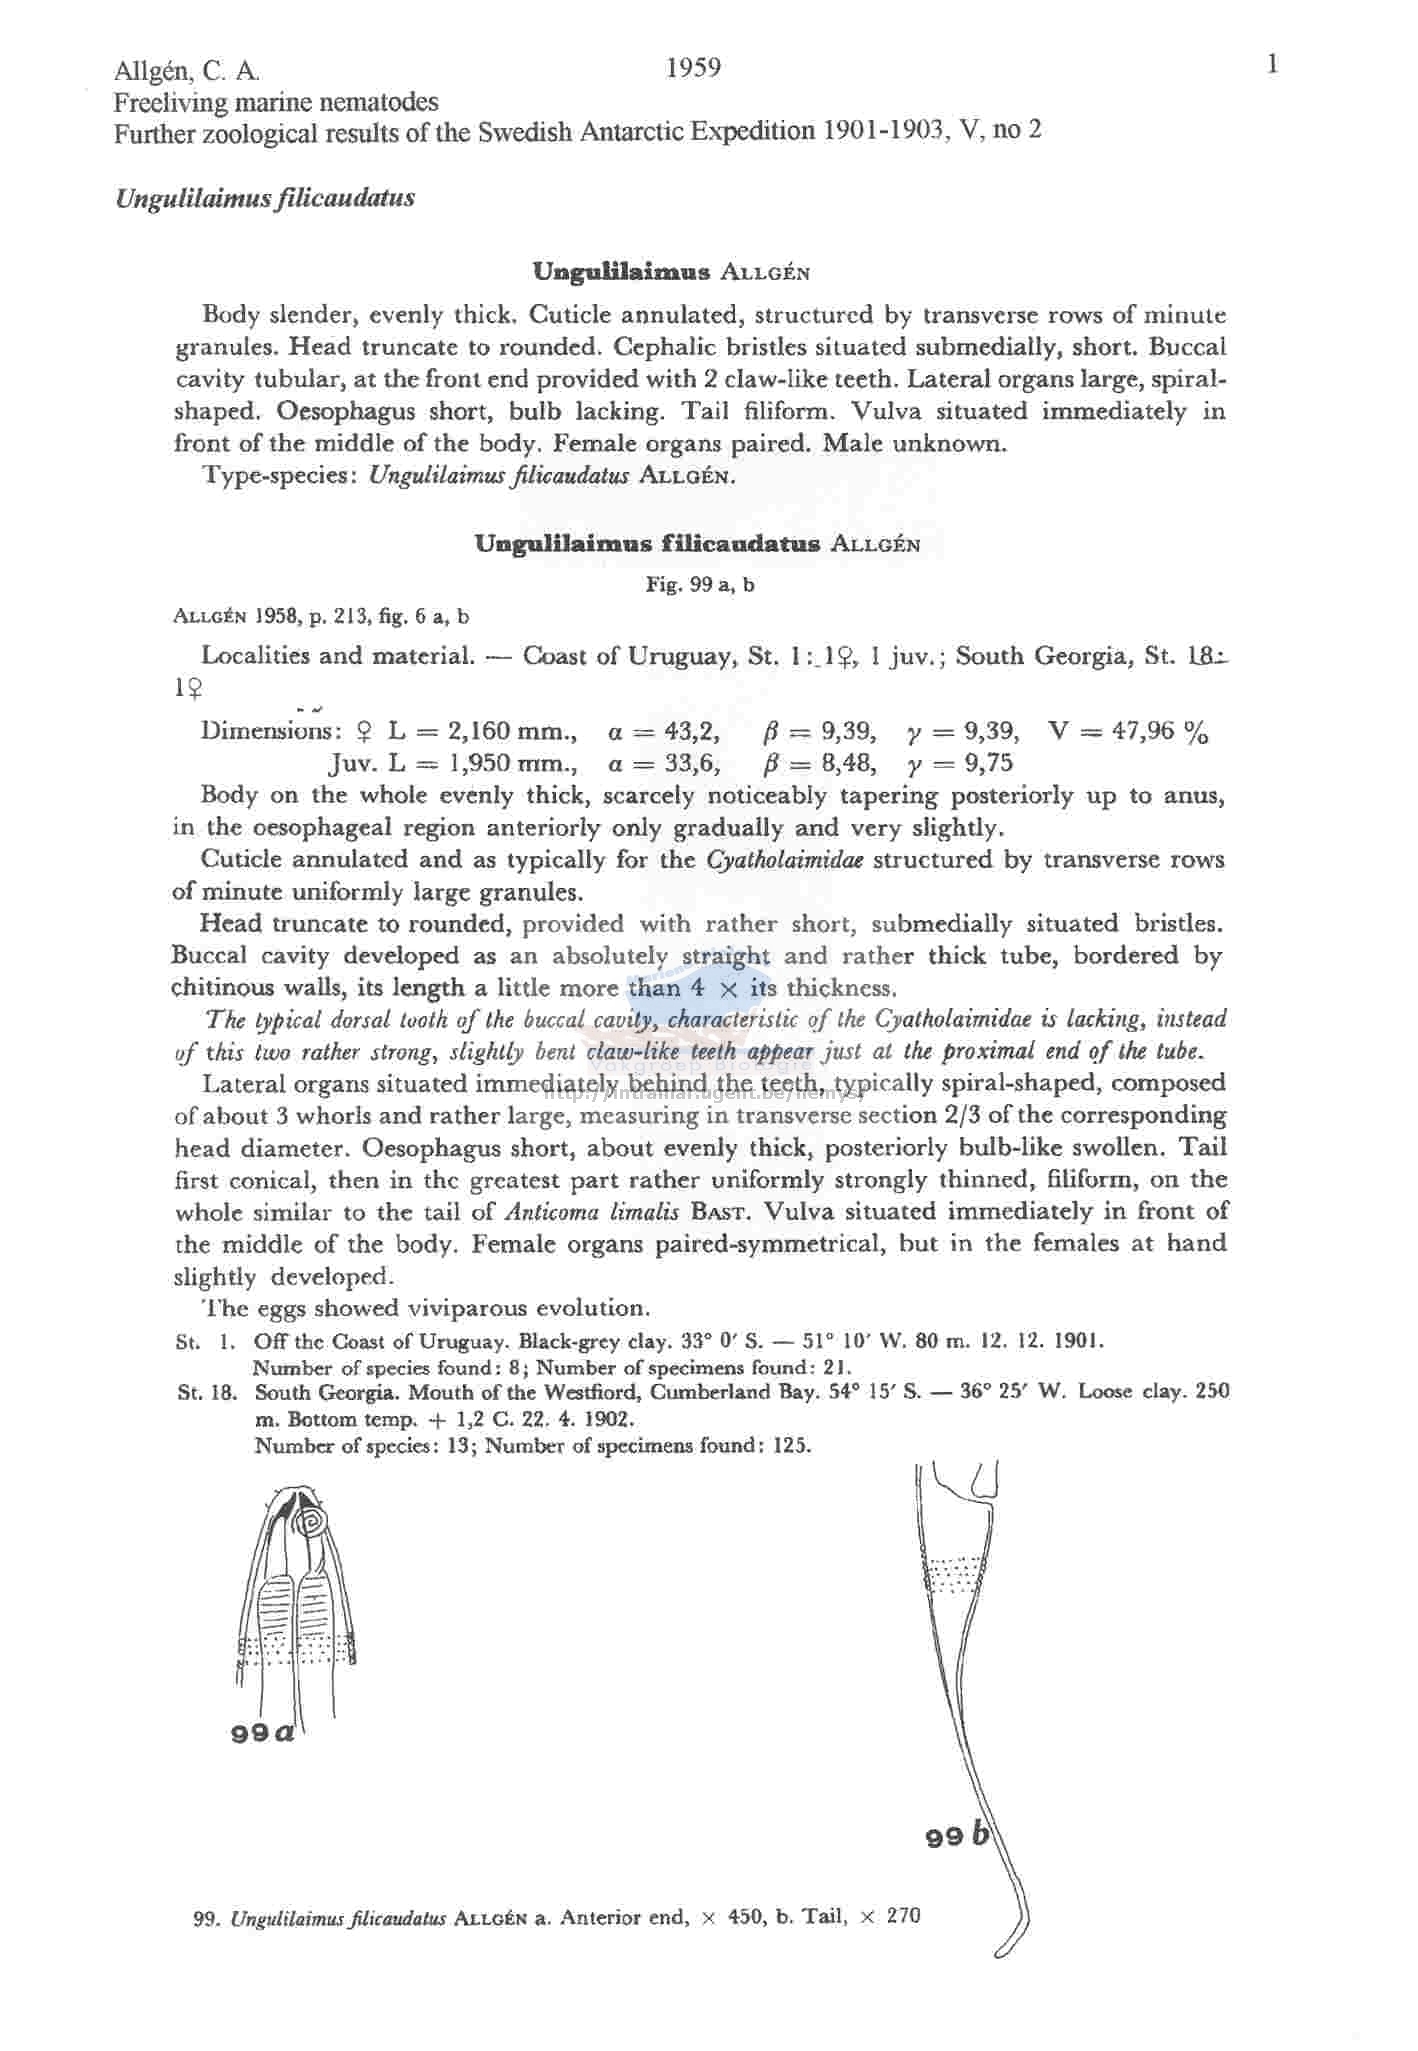 Allgén, C. A. 1959 1
Freeliving marine nematodes
Further zoological results of the Swedish Antarctic Expedition 1901-1903, V, no 2
Ungulilaimus filicaudatus
Ungulilaimus ALLGÉN
Body slender, evenly thick. Cuticle annulated, structured by transverse rows of minute
granules. Head truncate to rounded. Cephalic bristles situated submedially, short. Buccal
cavity tubular, at the front end provided with 2 claw-like teeth. Lateral organs large, spiral-
shaped. Oesophagus short, bulb lacking. Tail filiform. Vulva situated immediately in
front of the middle of the body. Female organs paired. Male unknown.
Type-species: Ungulilaimus filicaudatus ALLGÉN.
Ungulilaimus filicaudatus ALLGÉN
Fig. 99 a, b
ALLGÉN 1958, p. 213, fig. 6 a, b
Localities and material. — Coast of Uruguay, St. 1: 1♀, 1 juv.; South Georgia, St. 18:
1♀
Dimensions: ♀ L = 2,160 mm., α = 43,2, β = 9,39, γ = 9,39, V = 47,96 %
Juv. L = 1,950 mm., α = 33,6, β = 8,48, γ = 9,75
Body on the whole evenly thick, scarcely noticeably tapering posteriorly up to anus,
in the oesophageal region anteriorly only gradually and very slightly.
Cuticle annulated and as typically for the Cyatholaimidae structured by transverse rows
of minute uniformly large granules.
Head truncate to rounded, provided with rather short, submedially situated bristles.
Buccal cavity developed as an absolutely straight and rather thick tube, bordered by
chitinous walls, its length a little more than 4 × its thickness.
The typical dorsal tooth of the buccal cavity, characteristic of the Cyatholaimidae is lacking, instead
of this two rather strong, slightly bent claw-like teeth appear just at the proximal end of the tube.
Vakgroep Biologie
Lateral organs situated immediately behind the teeth, typically spiral-shaped, composed
http://intramar.ugent.be/nemys/
of about 3 whorls and rather large, measuring in transverse section 2/3 of the corresponding
head diameter. Oesophagus short, about evenly thick, posteriorly bulb-like swollen. Tail
first conical, then in the greatest part rather uniformly strongly thinned, filiform, on the
whole similar to the tail of Anticoma limalis BAST. Vulva situated immediately in front of
the middle of the body. Female organs paired-symmetrical, but in the females at hand
slightly developed.
The eggs showed viviparous evolution.
St. 1. Off the Coast of Uruguay. Black-grey clay. 33° 0′ S. — 51° 10′ W. 80 m. 12. 12. 1901.
Number of species found: 8; Number of specimens found: 21.
St. 18. South Georgia. Mouth of the Westfiord, Cumberland Bay. 54° 15′ S. — 36° 25′ W. Loose clay. 250
m. Bottom temp. + 1,2 C. 22. 4. 1902.
Number of species: 13; Number of specimens found: 125.
99 a
99 b
99. Ungulilaimus filicaudatus ALLGÉN a. Anterior end, × 450, b. Tail, × 270